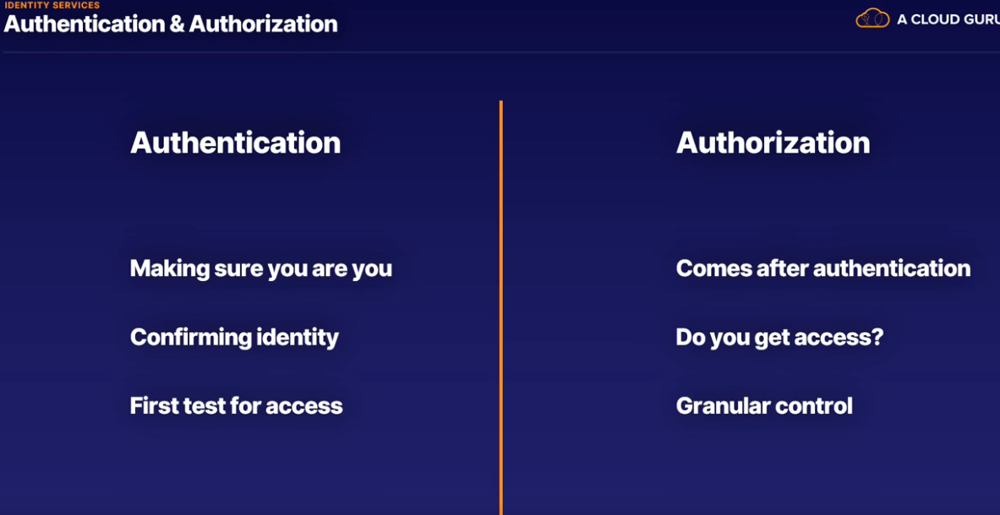 IDENTITY SERVICES
Authentication & Authorization
A CLOUD GURU
Authentication
Making sure you are you
Confirming identity
First test for access
Authorization
Comes after authentication
Do you get access?
Granular control